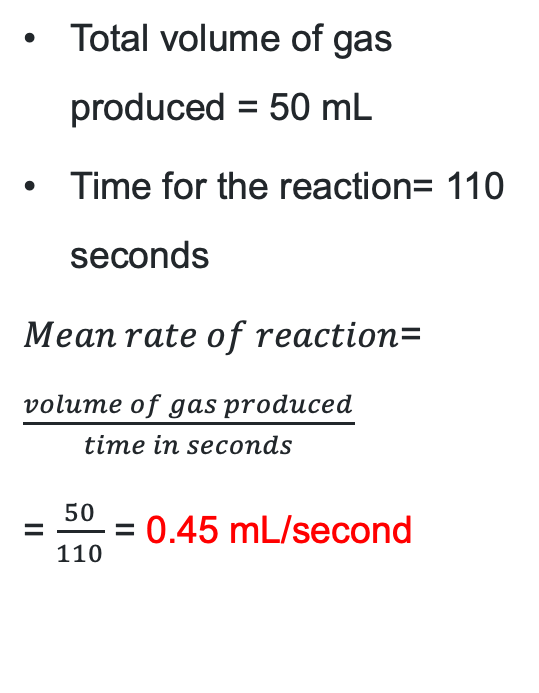 • Total volume of gas
produced = 50 mL
• Time for the reaction= 110
seconds
Mean rate of reaction=
volume of gas produced
time in seconds
= 50/110 = 0.45 mL/second